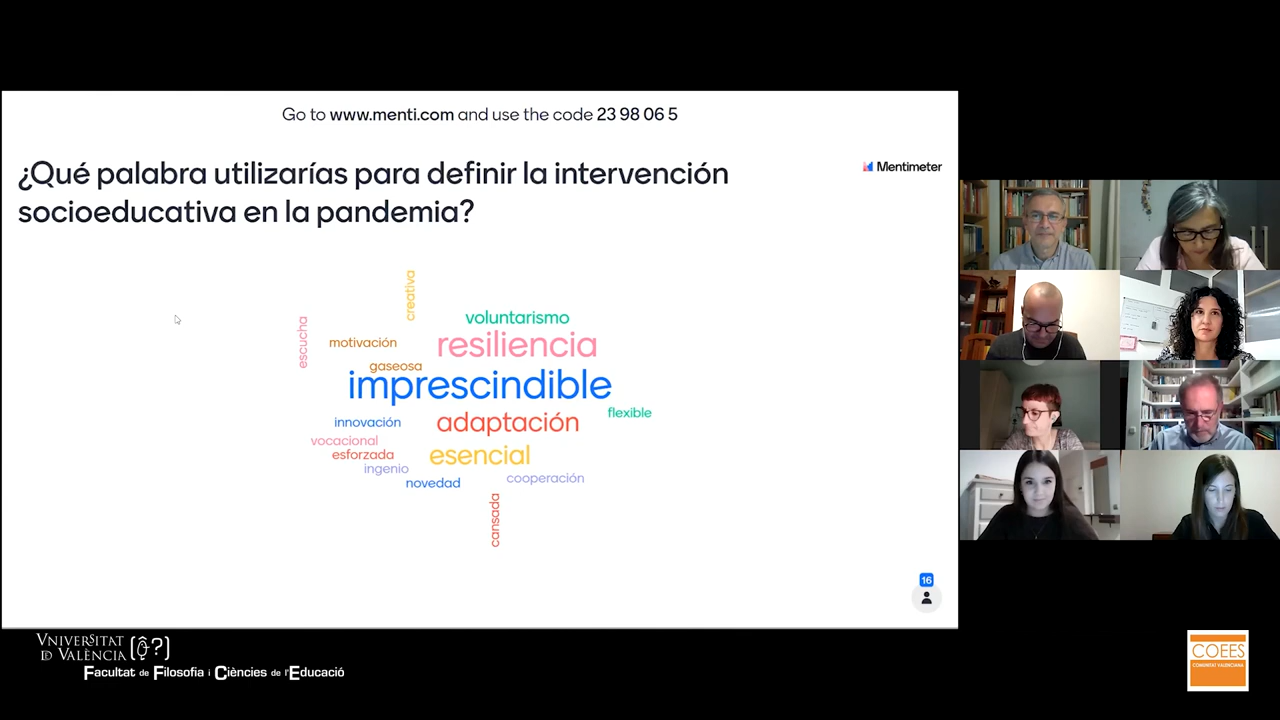 Go to www.menti.com and use the code 23 98 06 5
¿Qué palabra utilizarías para definir la intervención
socioeducativa en la pandemia?
Mentimeter
creativa
escucha
voluntarismo
motivación
resiliencia
gaseosa
imprescindible
flexible
innovación
adaptación
vocacional
esforzada
esencial
ingenio
cooperación
novedad
cansada
16
VNIVERSITAT
DE VALÈNCIA
Facultat de Filosofia i Ciències de l'Educació
COEES
COMUNITAT VALENCIANA